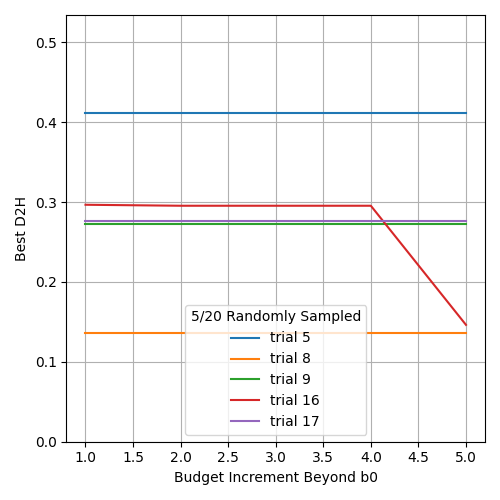 0.5
0.4
0.3
0.2
0.1
0.0
Best D2H
5/20 Randomly Sampled
trial 5
trial 8
trial 9
trial 16
trial 17
1.0 1.5 2.0 2.5 3.0 3.5 4.0 4.5 5.0
Budget Increment Beyond b0